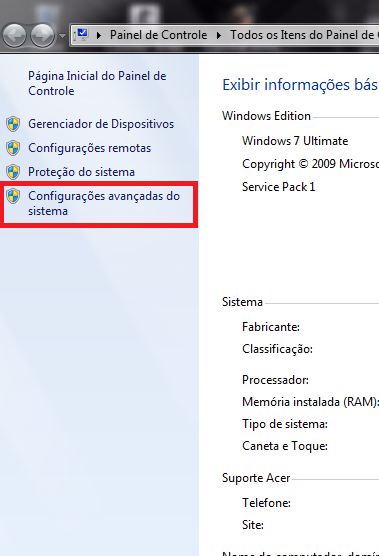 Painel de Controle Todos os Itens do Painel de
Página Inicial do Painel de
Controle
Gerenciador de Dispositivos
Configurações remotas
Proteção do sistema
Configurações avançadas do
sistema
Exibir informações bás
Windows Edition
Windows 7 Ultimate
Copyright © 2009 Microso
Service Pack 1
Sistema
Fabricante:
Classificação:
Processador:
Memória instalada (RAM):
Tipo de sistema:
Caneta e Toque:
Suporte Acer
Telefone:
Site: